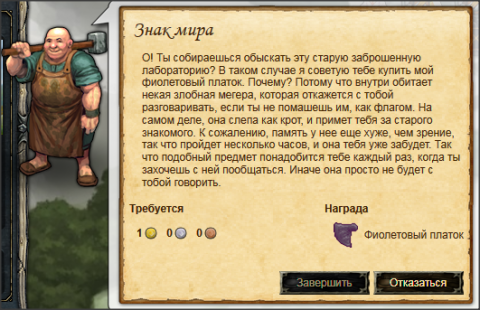 Знак мира
О! Ты собираешься обыскать эту старую заброшенную
лабораторию? В таком случае я советую тебе купить мой
фиолетовый платок. Почему? Потому что внутри обитает
некая злобная мегера, которая откажется с тобой
разговаривать, если ты не помашешь им, как флагом. На
самом деле, она слепа как крот, и примет тебя за старого
знакомого. К сожалению, память у нее еще хуже, чем зрение,
так что пройдет несколько часов, и она тебя уже забудет. Так
что подобный предмет понадобится тебе каждый раз, когда ты
захочешь с ней пообщаться. Иначе она просто не будет с
тобой говорить.
Требуется Награда
1 0 0 Фиолетовый платок
Завершить Отказаться